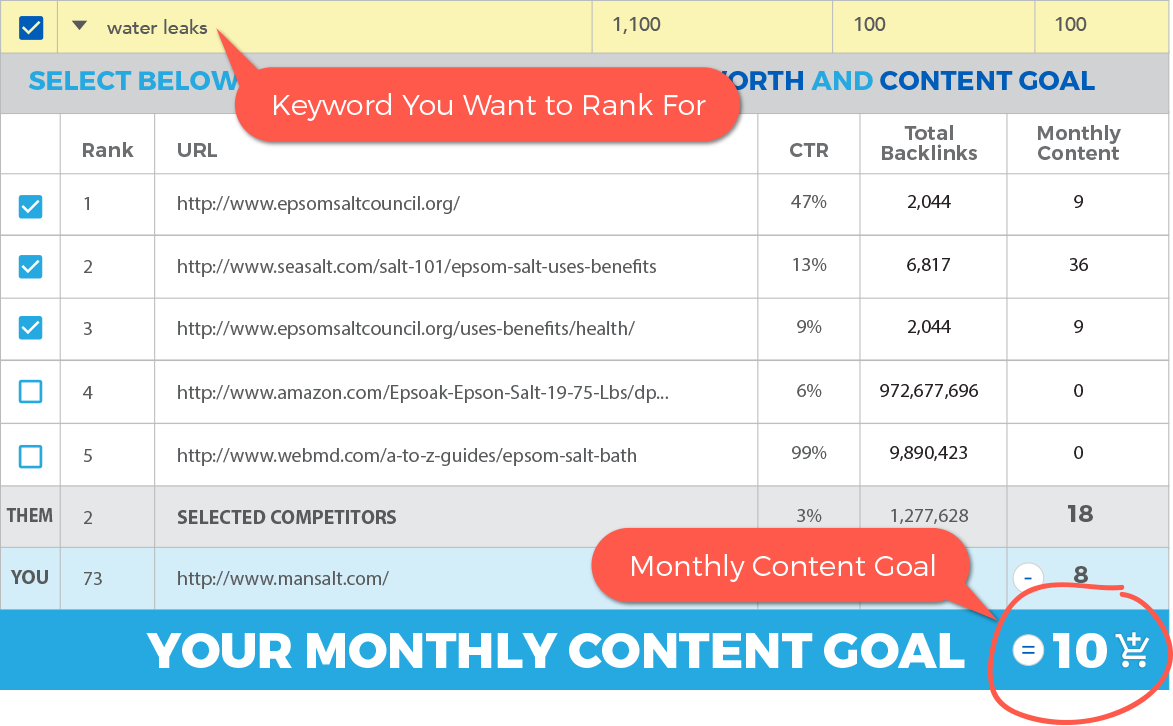 water leaks 1,100 100 100
SELECT BELOW ORTH AND CONTENT GOAL
Keyword You Want to Rank For
Rank URL CTR Total Backlinks Monthly Content
1 http://www.epsomsaltcouncil.org/ 47% 2,044 9
2 http://www.seasalt.com/salt-101/epsom-salt-uses-benefits 13% 6,817 36
3 http://www.epsomsaltcouncil.org/uses-benefits/health/ 9% 2,044 9
4 http://www.amazon.com/Epsoak-Epson-Salt-19-75-Lbs/dp... 6% 972,677,696 0
5 http://www.webmd.com/a-to-z-guides/epsom-salt-bath 99% 9,890,423 0
THEM 2 SELECTED COMPETITORS 3% 1,277,628 18
Monthly Content Goal
YOU 73 http://www.mansalt.com/ - 8
YOUR MONTHLY CONTENT GOAL = 10